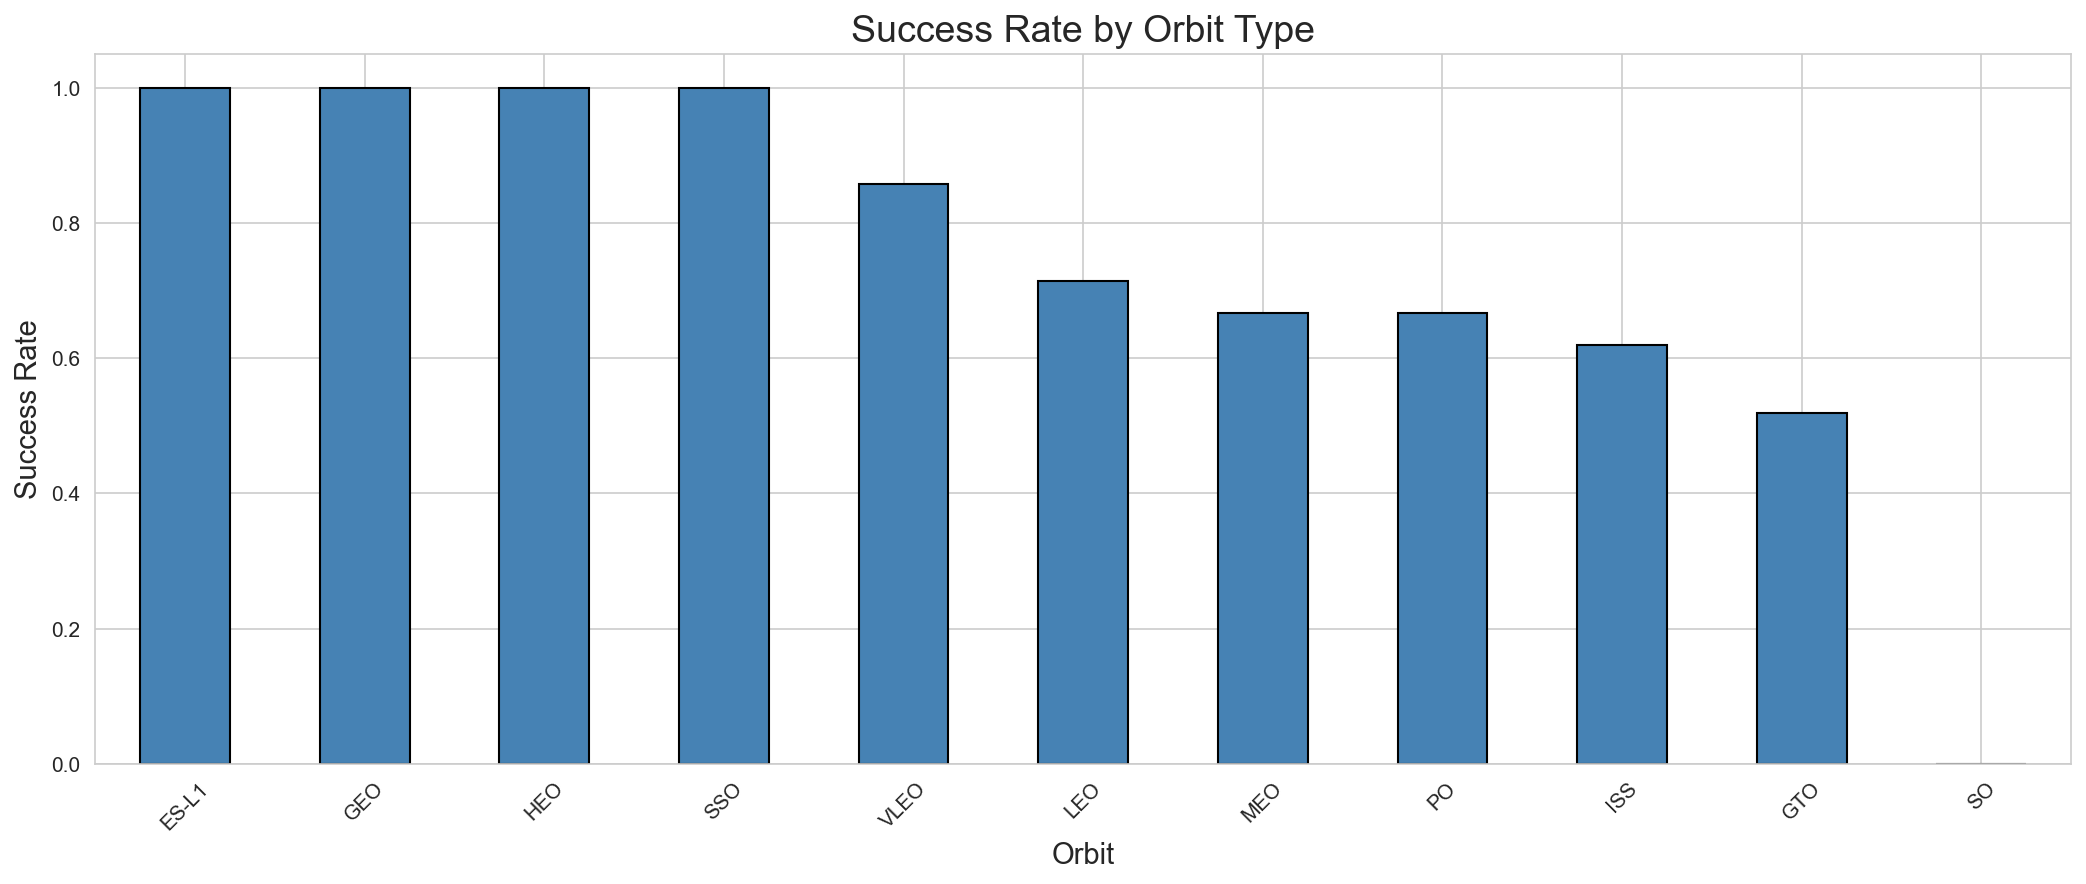 Success Rate by Orbit Type
Success Rate
1.0
0.8
0.6
0.4
0.2
0.0
ES-L1
GEO
HEO
SSO
VLEO
LEO
MEO
PO
ISS
GTO
SO
Orbit